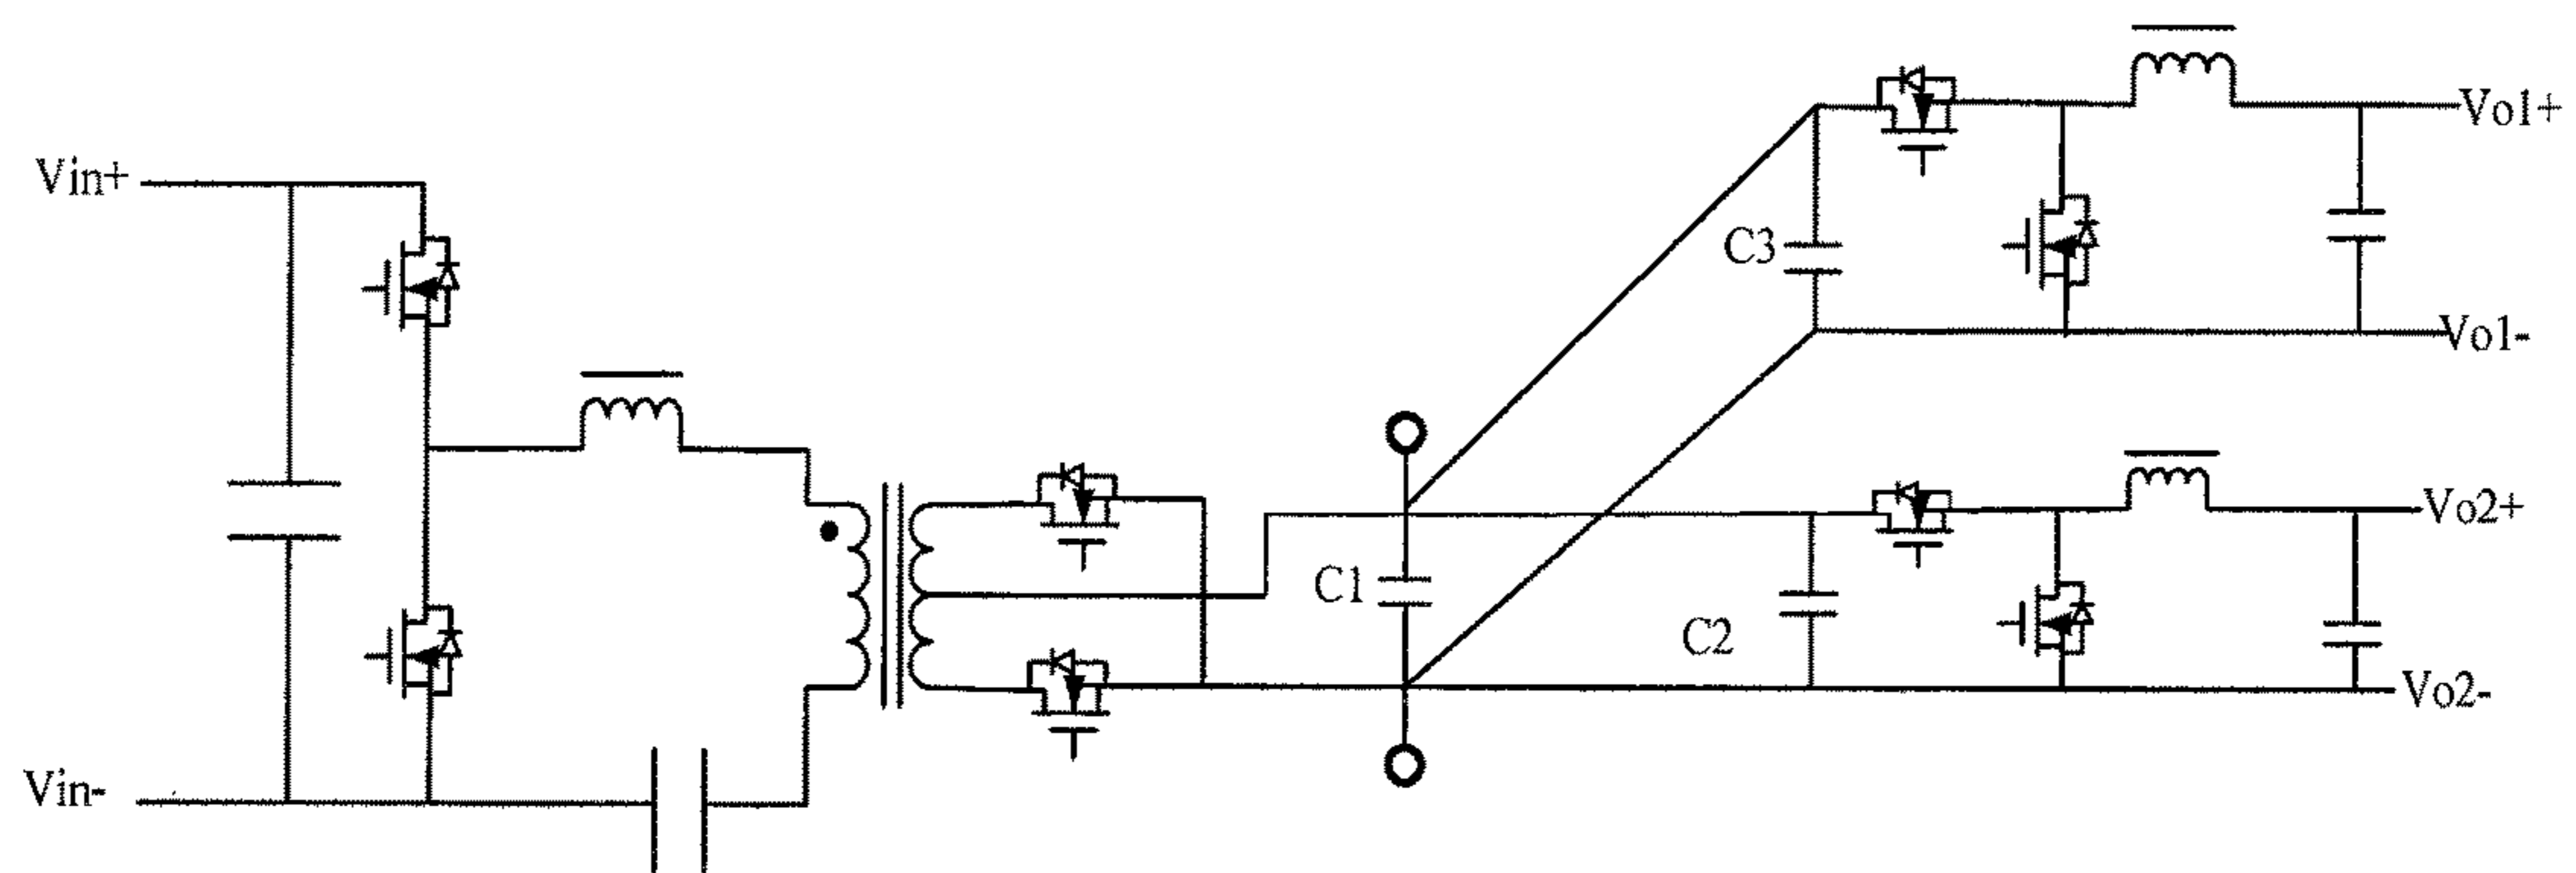 Vin+
Vin-
C1
C3
C2
Vo1+
Vo1-
Vo2+
Vo2-